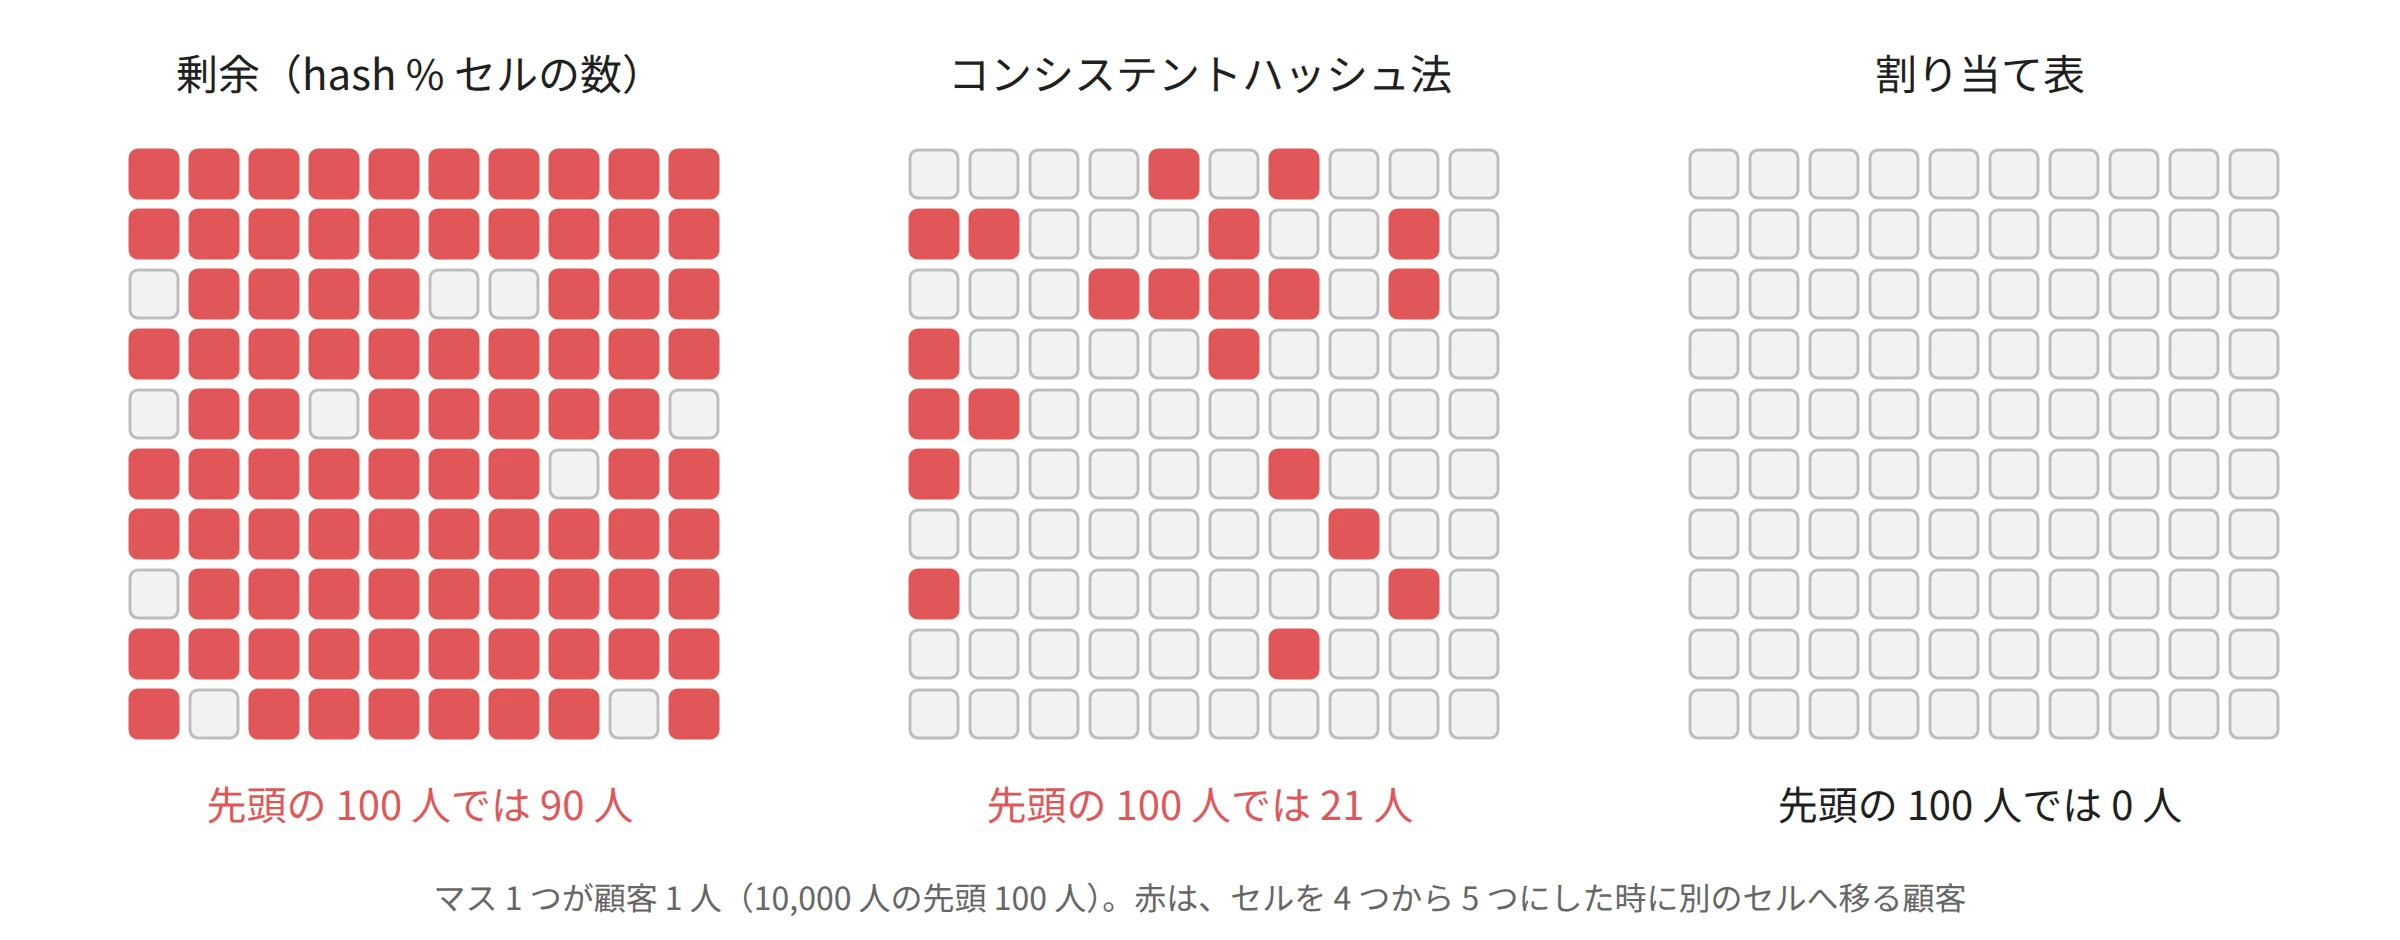 剰余（hash % セルの数）
コンシステントハッシュ法
割り当て表
先頭の 100 人では 90 人
先頭の 100 人では 21 人
先頭の 100 人では 0 人
マス 1 つが顧客 1 人（10,000 人の先頭 100 人）。赤は、セルを 4 つから 5 つにした時に別のセルへ移る顧客